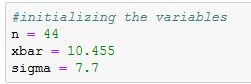 #initializing the variables
n = 44
xbar = 10.455
sigma = 7.7